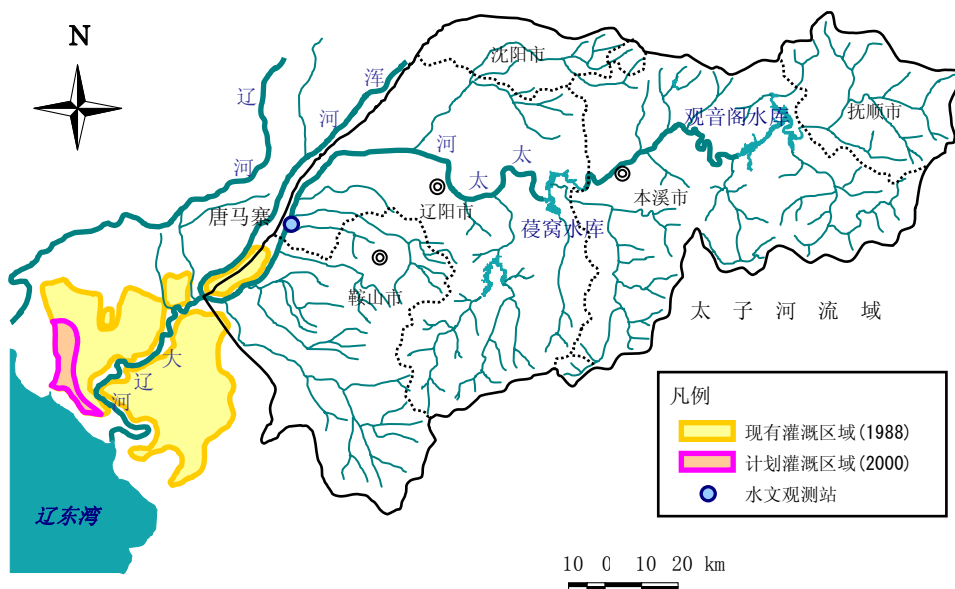 N
沈阳市
浑
河
辽
河
观音阁水库
抚顺市
河
太
太
唐马寨
辽阳市
本溪市
葠窝水库
鞍山市
太子河流域
大
辽
河
辽东湾
凡例
现有灌溉区域(1988)
计划灌溉区域(2000)
水文观测站
10 0 10 20 km